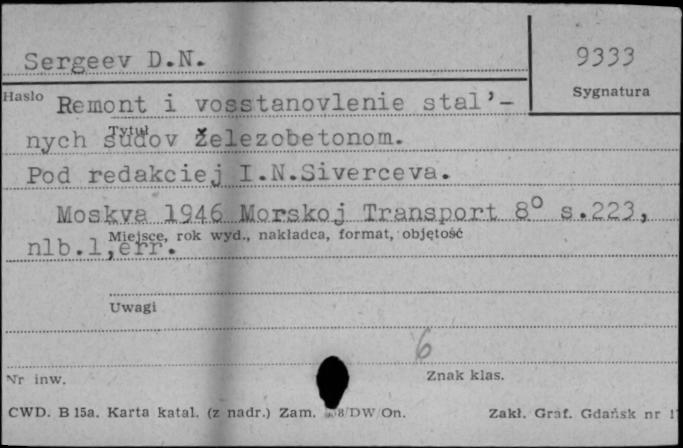 Sergeev D.N.
9333
Sygnatura
Hasło
Remont i vosstanovlenie stal'-
Tytuł
nych sudov železobetonom.
Pod redakciej I.N.Siverceva.
Moskva 1946 Morskoj Transport 8° s.223,
Miejsce, rok wyd., nakładca, format, objętość
nlb.1,err.
Uwagi
6
Nr inw.
Znak klas.
CWD. B 15a. Karta katal. (z nadr.) Zam. /DW/On.
Zakł. Graf. Gdańsk nr